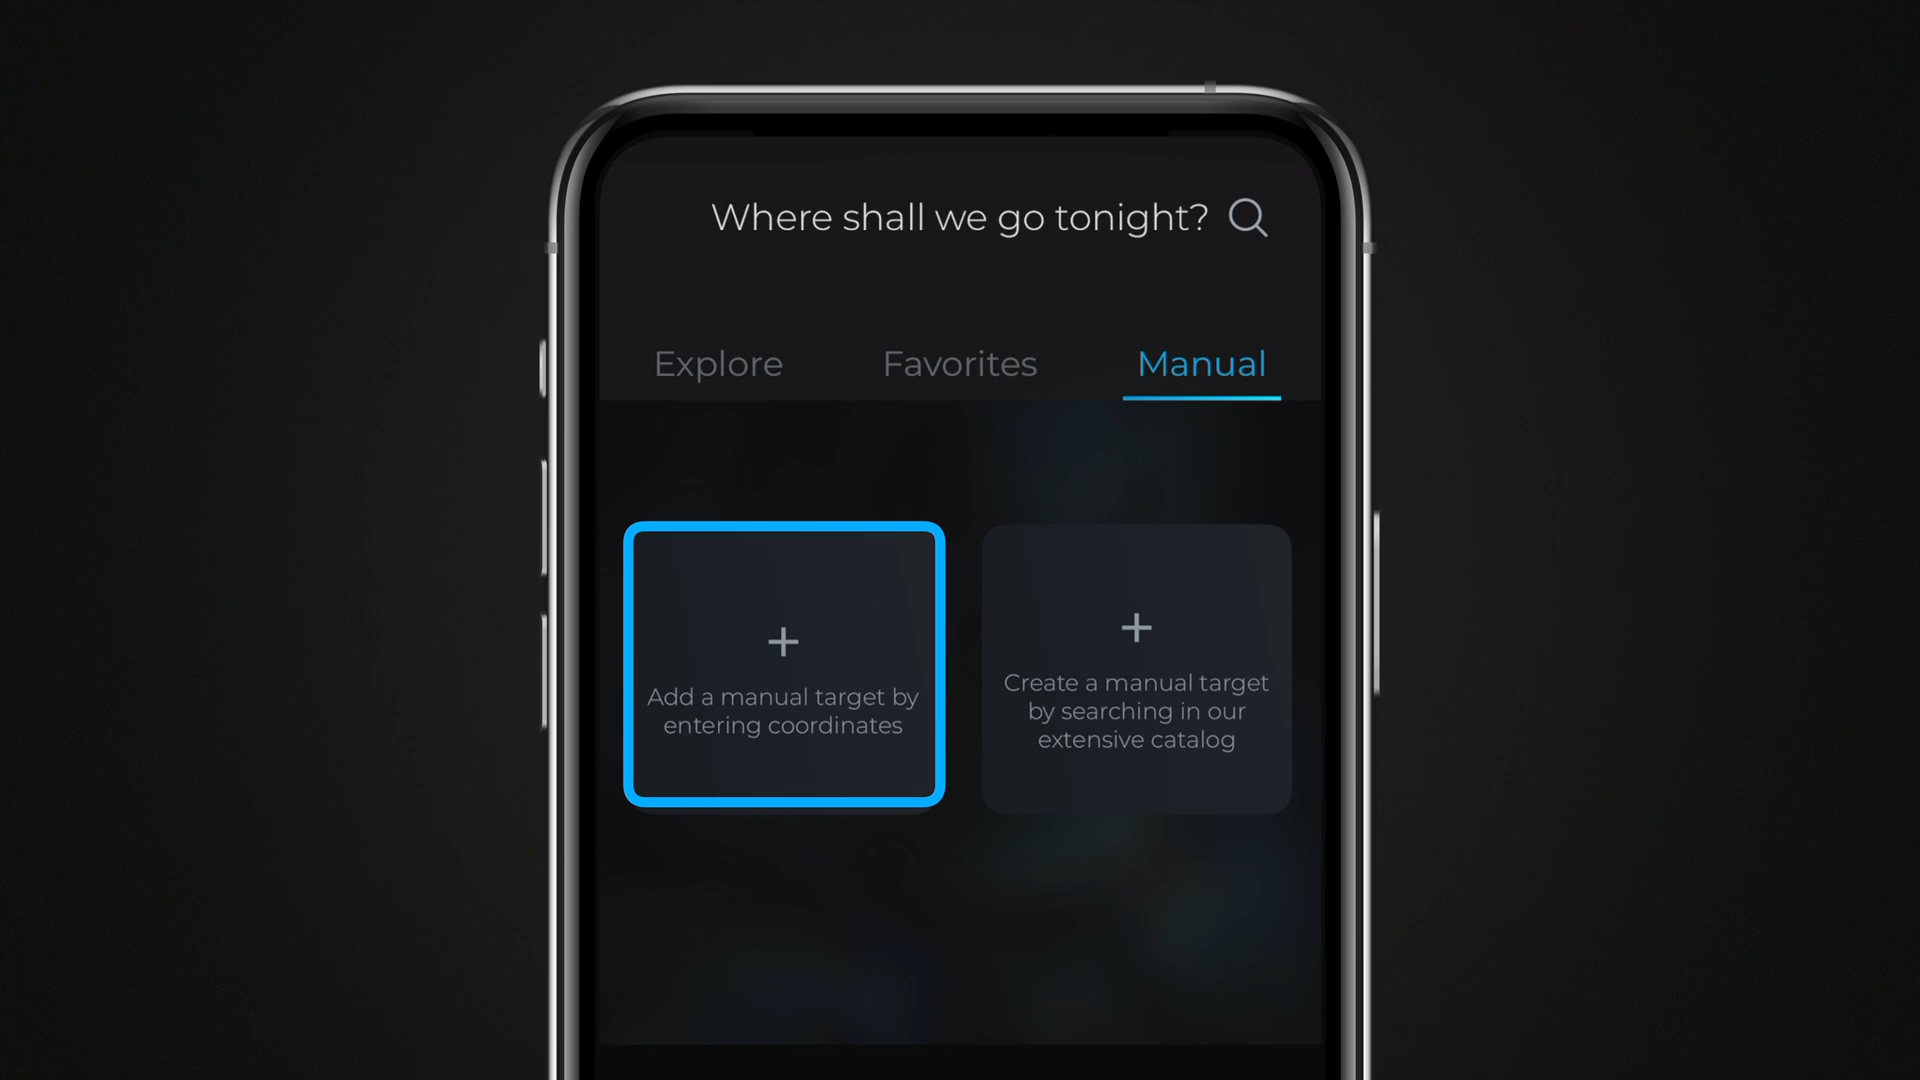 Where shall we go tonight?
Explore
Favorites
Manual
+
Add a manual target by
entering coordinates
+
Create a manual target
by searching in our
extensive catalog